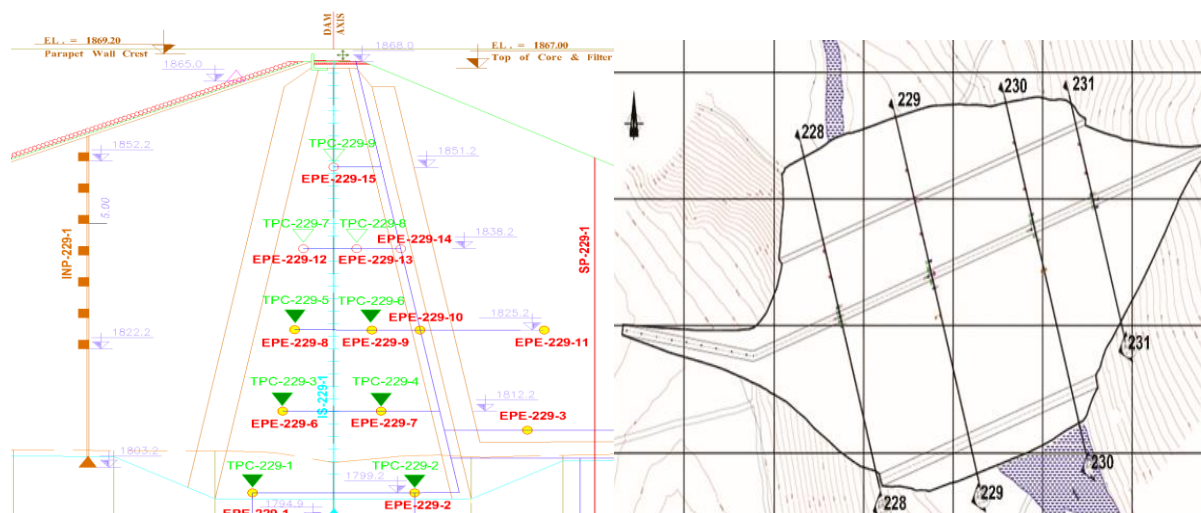 DAM
AXIS
EL . = 1869.20
Parapet Wall Crest
EL . = 1867.00
Top of Core & Filter
1868.0
1865.0
TPC-229-9
EPE-229-15
1852.2
1851.2
5.00
INP-229-1
TPC-229-7
TPC-229-8
EPE-229-14
1838.2
EPE-229-12
EPE-229-13
SP-229-1
TPC-229-5
TPC-229-6
EPE-229-10
1825.2
EPE-229-8
EPE-229-9
EPE-229-11
1822.2
TPC-229-3
TPC-229-4
IS-229-1
1812.2
EPE-229-6
EPE-229-7
EPE-229-3
1803.2
TPC-229-1
TPC-229-2
1799.2
1794.9
EPE-229-1
EPE-229-2
228
229
230
231
231
230
229
228